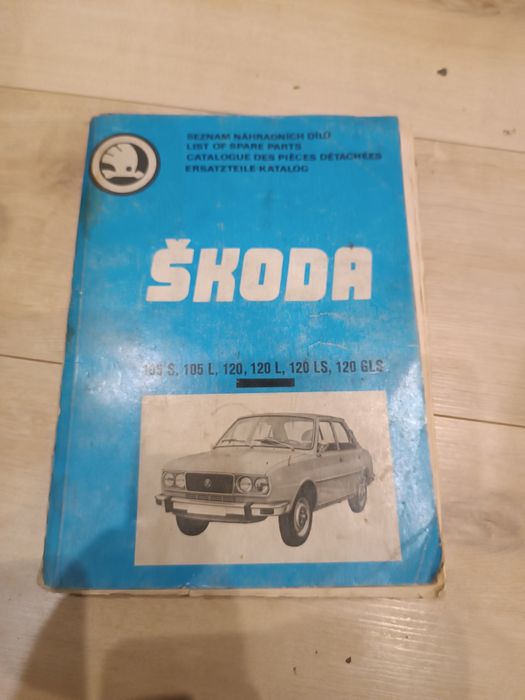 SEZNAM NÁHRADNÍCH DÍLŮ
LIST OF SPARE PARTS
CATALOGUE DES PIÈCES DÉTACHÉES
ERSATZTEILE-KATALOG
ŠKODA
105 S, 105 L, 120, 120 L, 120 LS, 120 GLS